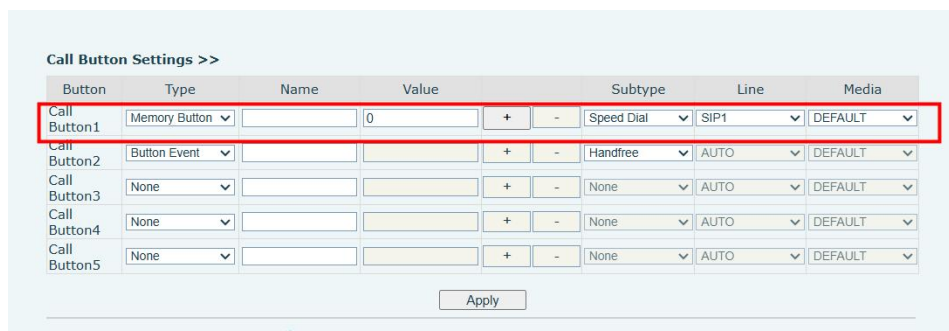 Call Button Settings >>
Button Type Name Value Subtype Line Media
Call Button1 Memory Button 0 + - Speed Dial SIP1 DEFAULT
Call Button2 Button Event + - Handfree AUTO DEFAULT
Call Button3 None + - None AUTO DEFAULT
Call Button4 None + - None AUTO DEFAULT
Call Button5 None + - None AUTO DEFAULT
Apply